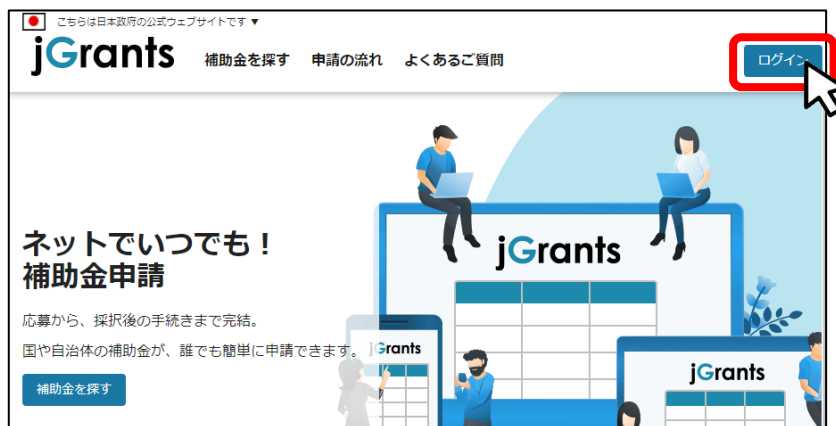 こちらは日本政府の公式ウェブサイトです ▼
jGrants 補助金を探す 申請の流れ よくあるご質問 ログイン
jGrants
ネットでいつでも！
補助金申請
応募から、採択後の手続きまで完結。
国や自治体の補助金が、誰でも簡単に申請できます。
jGrants
jGrants
補助金を探す